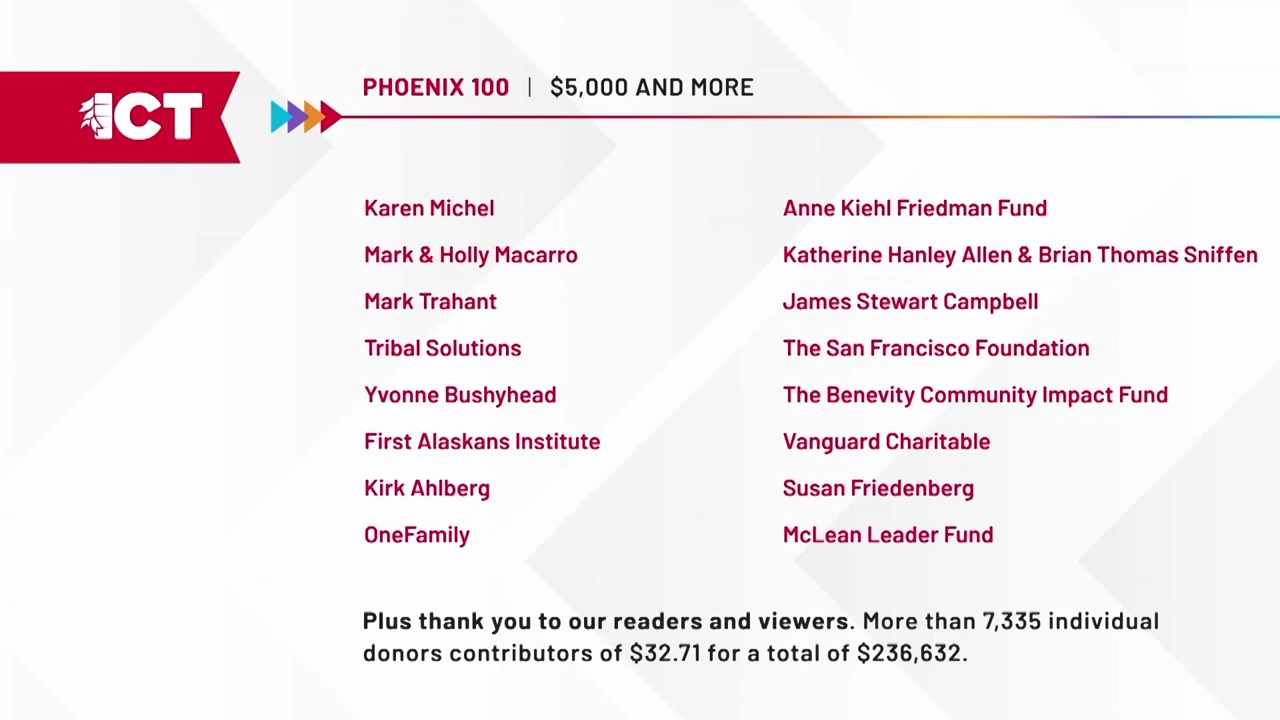 ICT
PHOENIX 100 | $5,000 AND MORE
Karen Michel
Mark & Holly Macarro
Mark Trahant
Tribal Solutions
Yvonne Bushyhead
First Alaskans Institute
Kirk Ahlberg
OneFamily
Anne Kiehl Friedman Fund
Katherine Hanley Allen & Brian Thomas Sniffen
James Stewart Campbell
The San Francisco Foundation
The Benevity Community Impact Fund
Vanguard Charitable
Susan Friedenberg
McLean Leader Fund
Plus thank you to our readers and viewers. More than 7,335 individual
donors contributors of $32.71 for a total of $236,632.